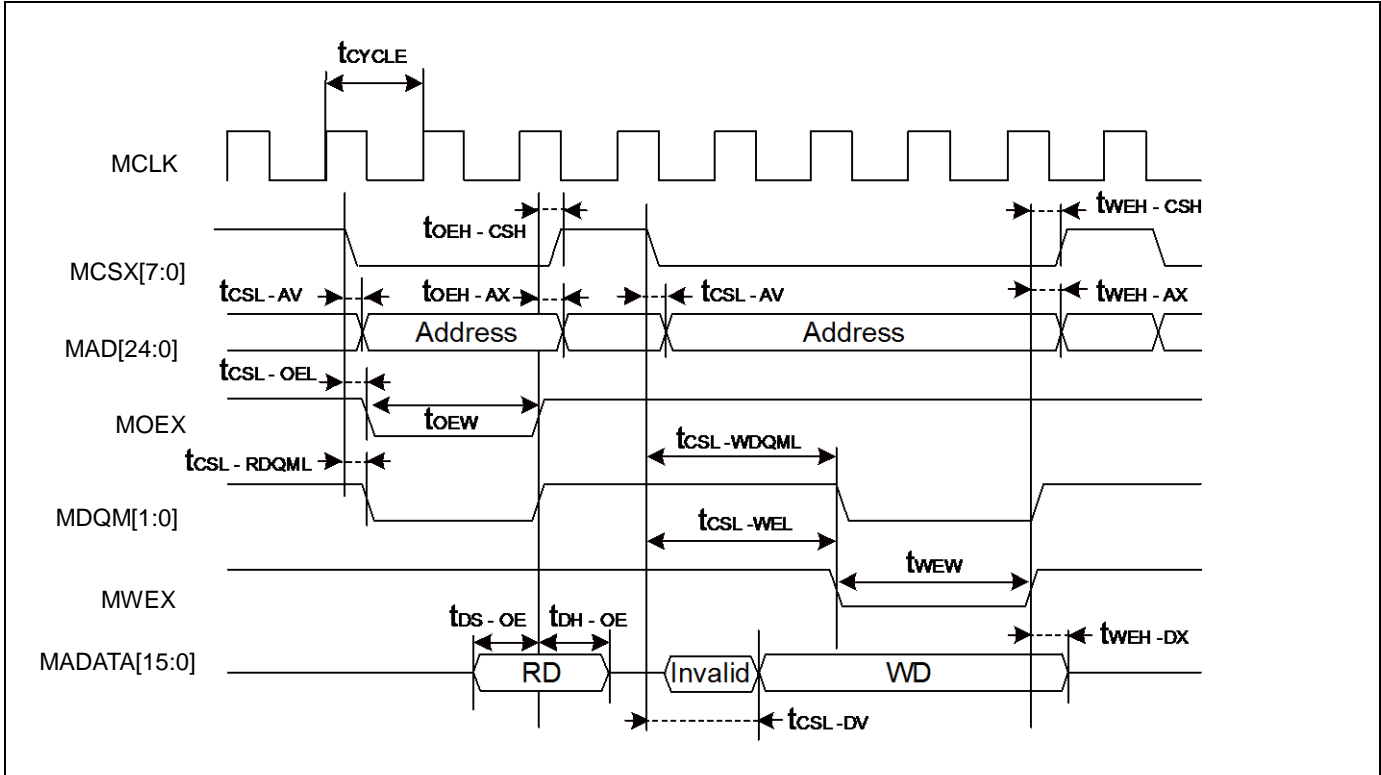 tCYCLE
MCLK
tOEH - CSH
tWEH - CSH
MCSX[7:0]
tCSL - AV
tOEH - AX
tCSL - AV
tWEH - AX
MAD[24:0]
Address
Address
tCSL - OEL
MOEX
tOEW
tCSL - RDQML
tCSL -WDQML
MDQM[1:0]
tCSL -WEL
tWEW
MWEX
tDS - OE
tDH - OE
tWEH -DX
MADATA[15:0]
RD
Invalid
WD
tCSL -DV